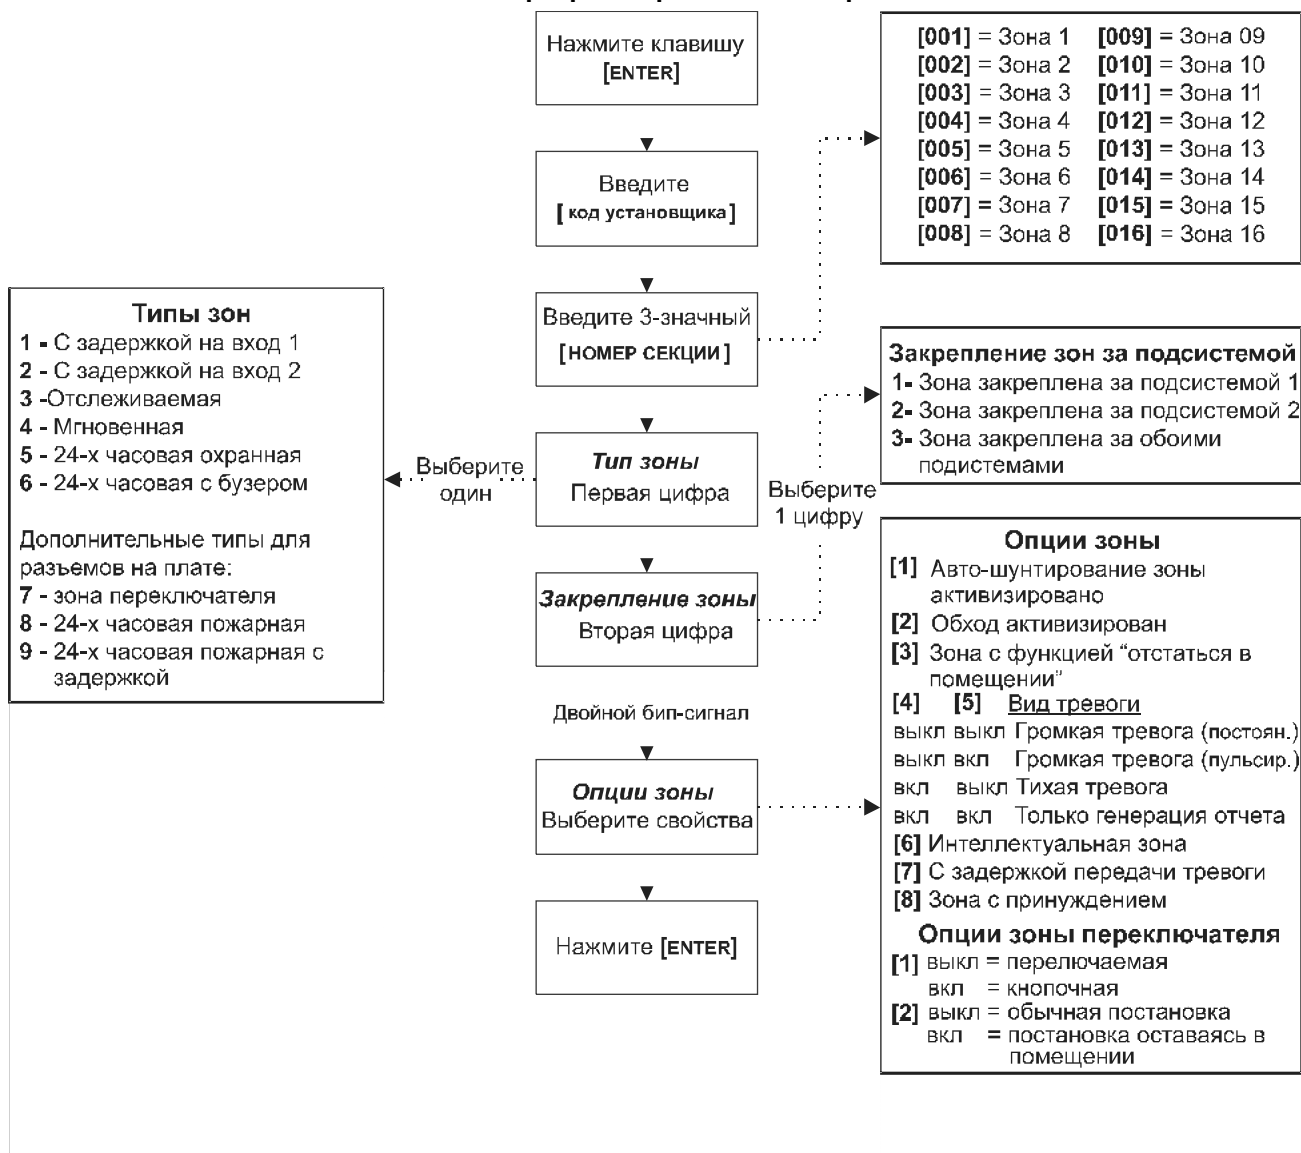 Нажмите клавишу
[ENTER]
Введите
[ код установщика]
Введите 3-значный
[НОМЕР СЕКЦИИ]
Тип зоны
Первая цифра
Закрепление зоны
Вторая цифра
Двойной бип-сигнал
Опции зоны
Выберите свойства
Нажмите [ENTER]
Выберите
один
Выберите
1 цифру
Типы зон
1 - С задержкой на вход 1
2 - С задержкой на вход 2
3 -Отслеживаемая
4 - Мгновенная
5 - 24-х часовая охранная
6 - 24-х часовая с бузером
Дополнительные типы для
разъемов на плате:
7 - зона переключателя
8 - 24-х часовая пожарная
9 - 24-х часовая пожарная с
задержкой
[001] = Зона 1 [009] = Зона 09
[002] = Зона 2 [010] = Зона 10
[003] = Зона 3 [011] = Зона 11
[004] = Зона 4 [012] = Зона 12
[005] = Зона 5 [013] = Зона 13
[006] = Зона 6 [014] = Зона 14
[007] = Зона 7 [015] = Зона 15
[008] = Зона 8 [016] = Зона 16
Закрепление зон за подсистемой
1- Зона закреплена за подсистемой 1
2- Зона закреплена за подсистемой 2
3- Зона закреплена за обоими
подистемами
Опции зоны
[1] Авто-шунтирование зоны
активизировано
[2] Обход активизирован
[3] Зона с функцией “отстаться в
помещении”
[4] [5] Вид тревоги
выкл выкл Громкая тревога (постоян.)
выкл вкл Громкая тревога (пульсир.)
вкл выкл Тихая тревога
вкл вкл Только генерация отчета
[6] Интеллектуальная зона
[7] С задержкой передачи тревоги
[8] Зона с принуждением
Опции зоны переключателя
[1] выкл = перелючаемая
вкл = кнопочная
[2] выкл = обычная постановка
вкл = постановка оставаясь в
помещении